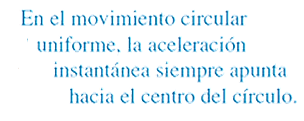 En el movimiento circular
uniforme, la aceleración
instantánea siempre apunta
hacia el centro del círculo.